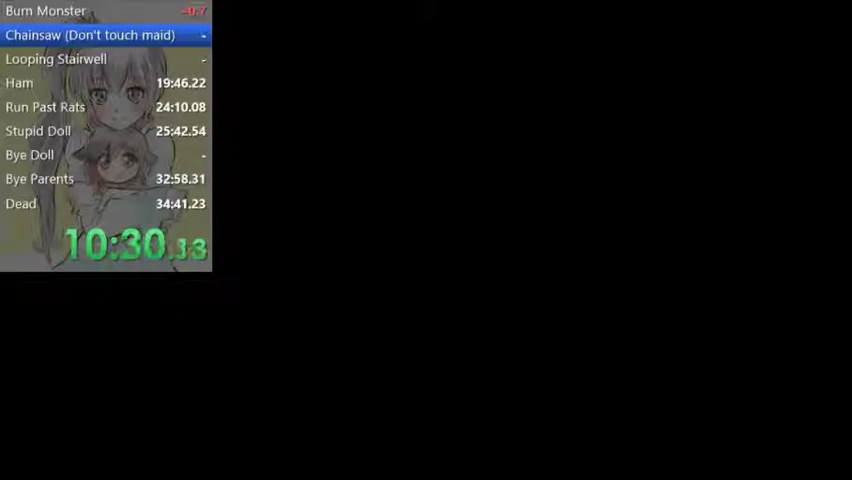 Burn Monster -0.7
Chainsaw (Don't touch maid) -
Looping Stairwell -
Ham 19:46.22
Run Past Rats 24:10.08
Stupid Doll 25:42.54
Bye Doll -
Bye Parents 32:58.31
Dead 34:41.23
10:30.13